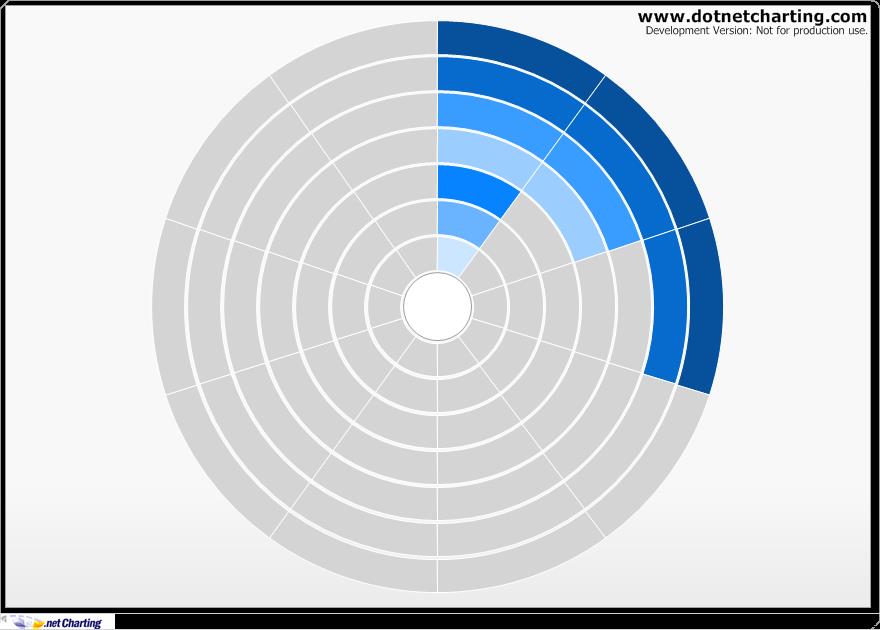 www.dotnetcharting.com
Development Version: Not for production use.
.net Charting